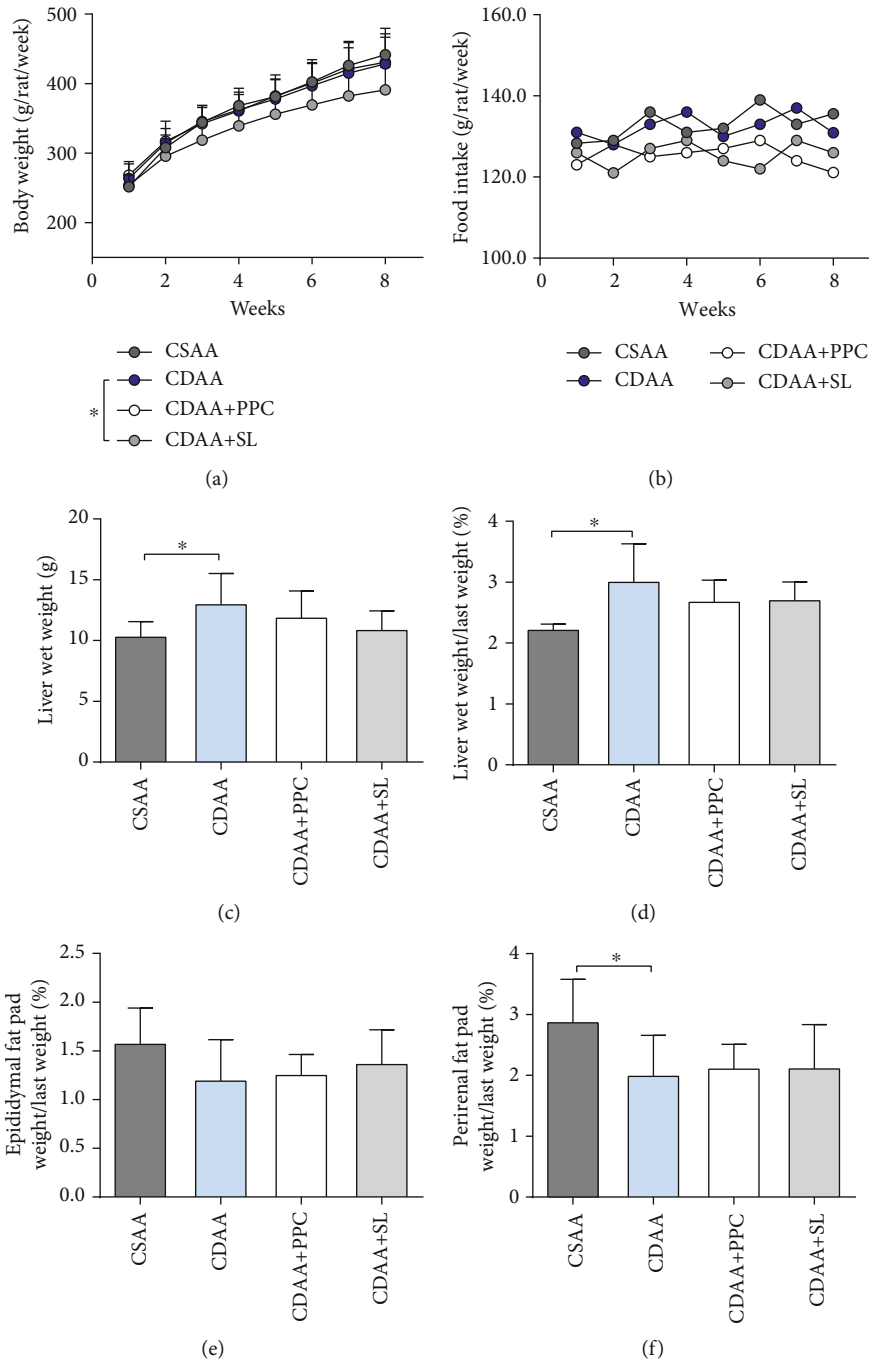 Body weight (g/rat/week)
500
400
300
200
0
2
4
6
8
Weeks
CSAA
CDAA
CDAA+PPC
CDAA+SL
*
(a)
Food intake (g/rat/week)
160.0
140.0
120.0
100.0
0
2
4
6
8
Weeks
CSAA
CDAA
CDAA+PPC
CDAA+SL
(b)
Liver wet weight (g)
20
15
10
5
0
*
CSAA
CDAA
CDAA+PPC
CDAA+SL
(c)
Liver wet weight/last weight (%)
4
3
2
1
0
*
CSAA
CDAA
CDAA+PPC
CDAA+SL
(d)
Epididymal fat pad
weight/last weight (%)
2.5
2.0
1.5
1.0
0.5
0.0
CSAA
CDAA
CDAA+PPC
CDAA+SL
(e)
Perirenal fat pad
weight/last weight (%)
4
3
2
1
0
*
CSAA
CDAA
CDAA+PPC
CDAA+SL
(f)